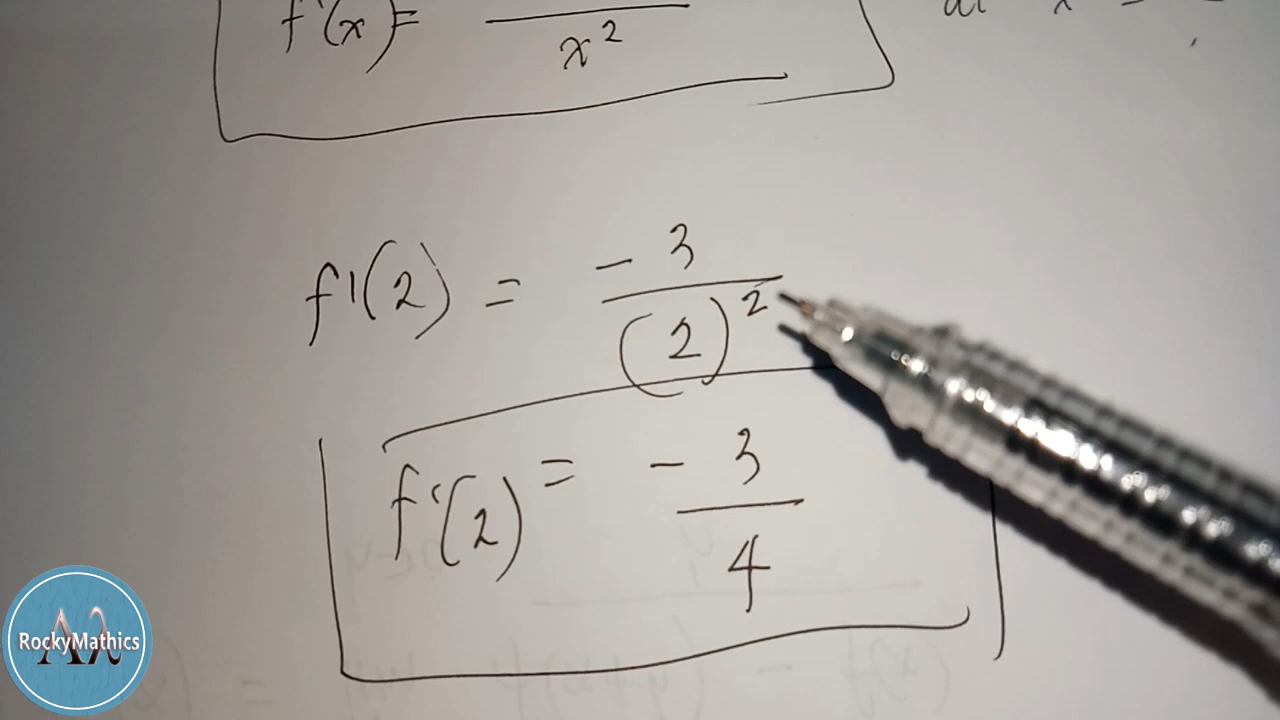 f'(x) = / x²
f'(2) = -3 / (2)²
f'(2) = - 3 / 4
RockyMathics